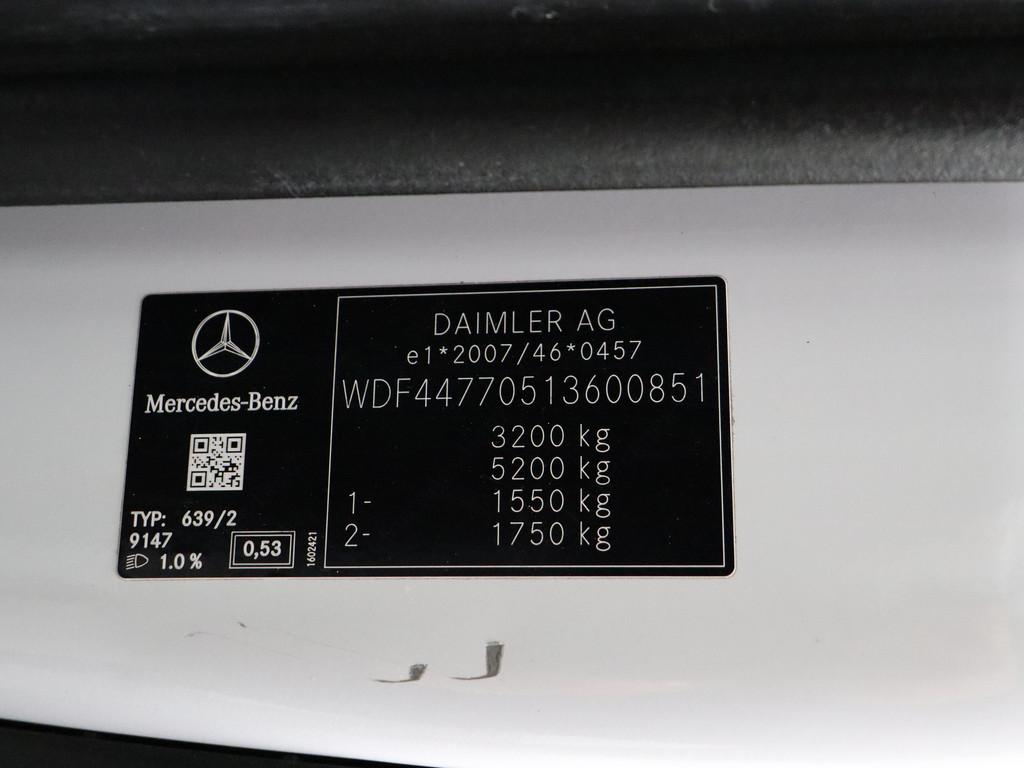 Mercedes-Benz
TYP: 639/2
9147
1.0 %
0,53
1602421
DAIMLER AG
e1*2007/46*0457
WDF44770513600851
3200 kg
5200 kg
1- 1550 kg
2- 1750 kg